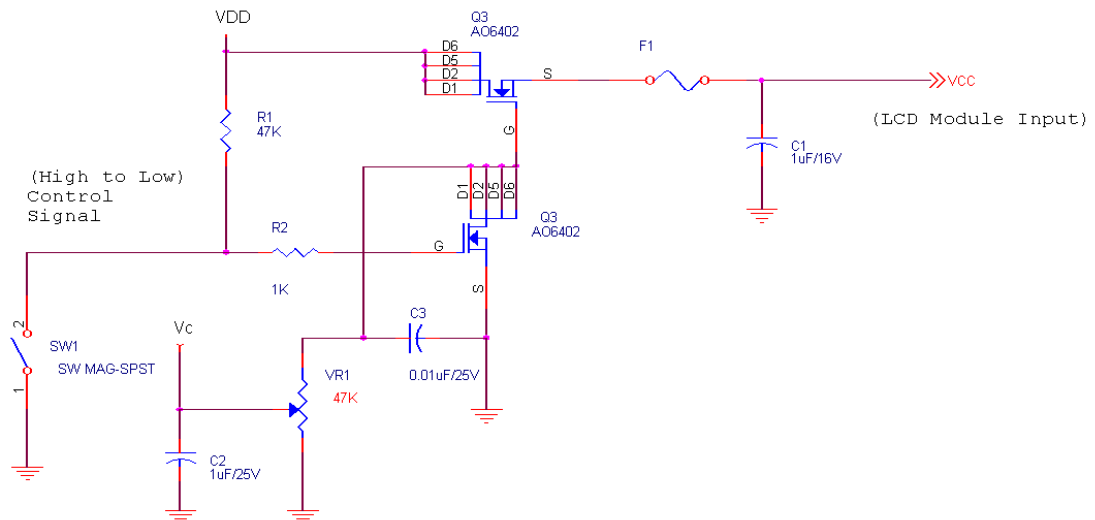 VDD
Q3
AO6402
D6
D5
D2
D1
S
G
F1
VCC
(LCD Module Input)
C1
1uF/16V
R1
47K
(High to Low)
Control
Signal
D1
D2
D5
D6
Q3
AO6402
R2
1K
G
S
2
1
SW1
SW MAG-SPST
Vc
C3
0.01uF/25V
VR1
47K
C2
1uF/25V